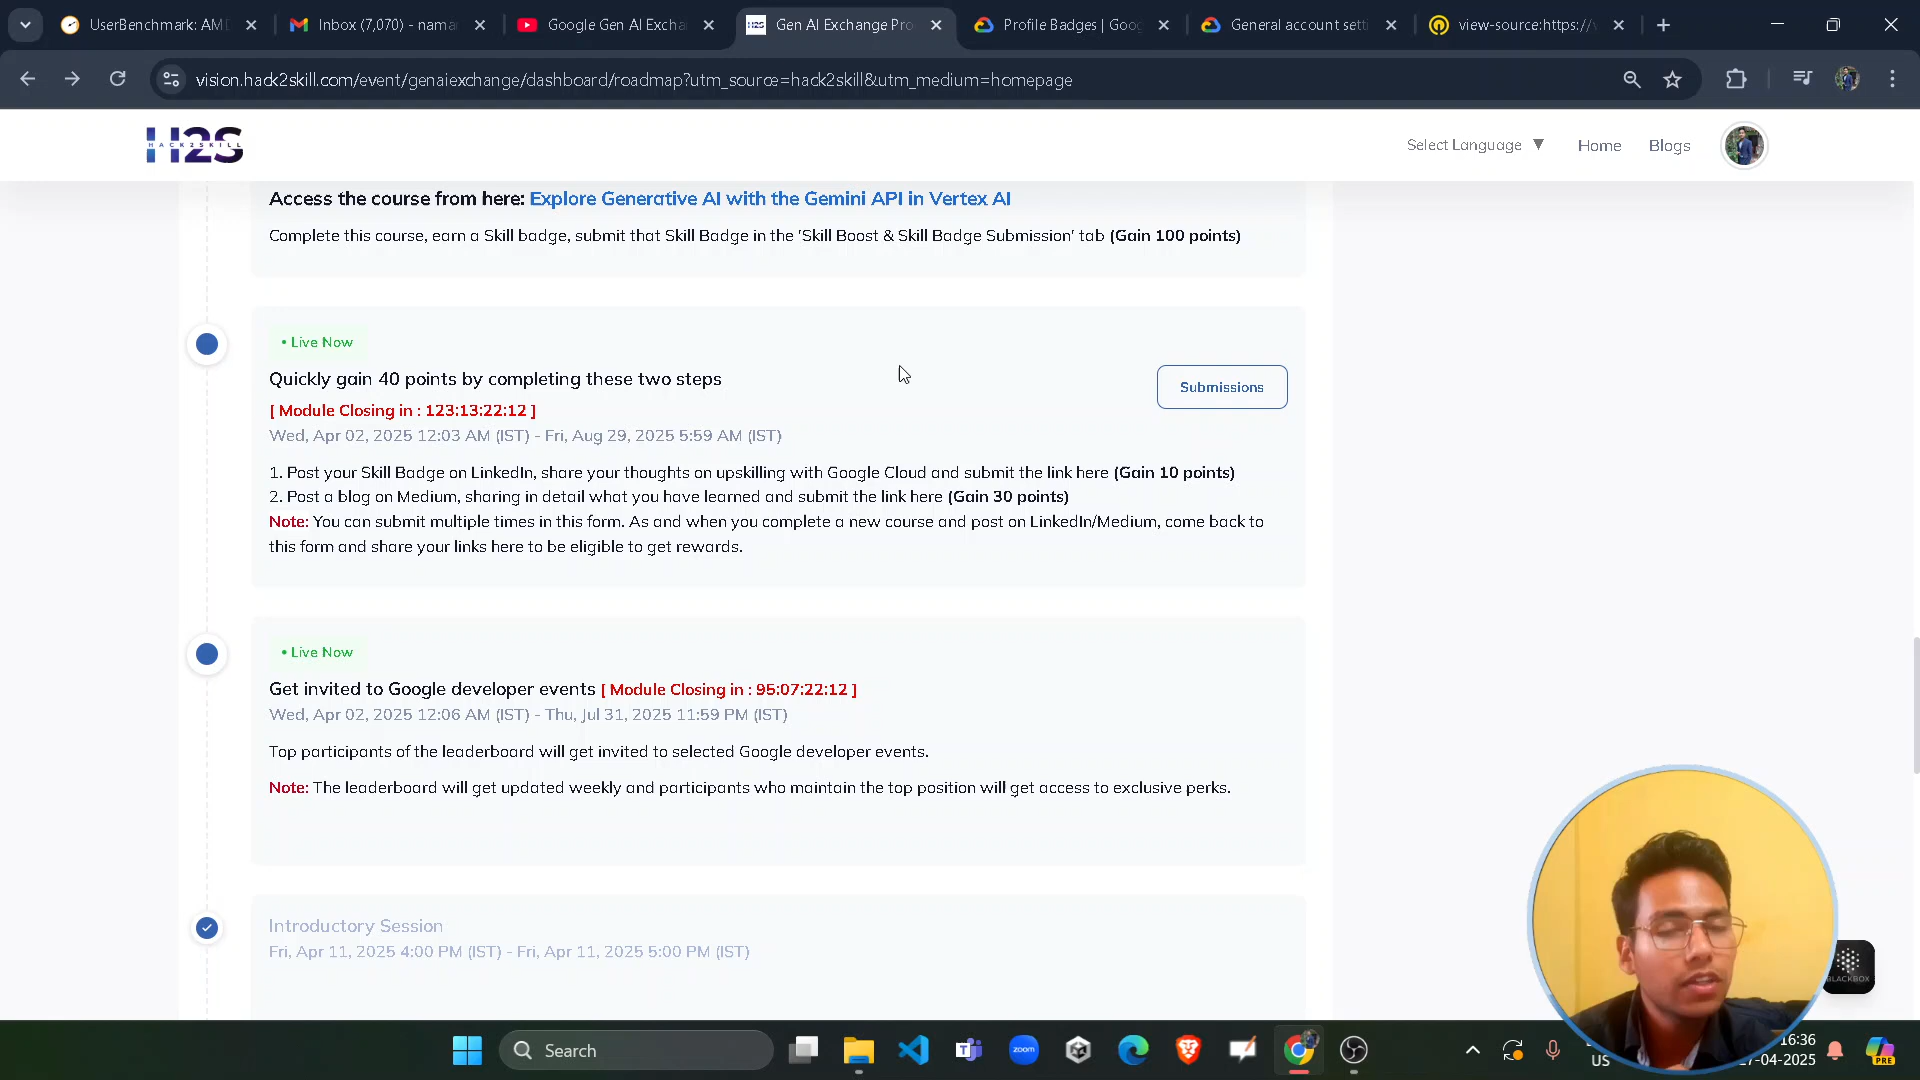 UserBenchmark: AM
Inbox (7,070) - nama
Google Gen AI Excha
Gen AI Exchange Pro
Profile Badges | Goog
General account sett
view-source:https://
vision.hack2skill.com/event/genaiexchange/dashboard/roadmap?utm_source=hack2skill&utm_medium=homepage
H2S
HACK2SKILL
Select Language ▼
Home
Blogs
Access the course from here: Explore Generative AI with the Gemini API in Vertex AI
Complete this course, earn a Skill badge, submit that Skill Badge in the 'Skill Boost & Skill Badge Submission' tab (Gain 100 points)
• Live Now
Quickly gain 40 points by completing these two steps
Submissions
[ Module Closing in : 123:13:22:12 ]
Wed, Apr 02, 2025 12:03 AM (IST) - Fri, Aug 29, 2025 5:59 AM (IST)
1. Post your Skill Badge on LinkedIn, share your thoughts on upskilling with Google Cloud and submit the link here (Gain 10 points)
2. Post a blog on Medium, sharing in detail what you have learned and submit the link here (Gain 30 points)
Note: You can submit multiple times in this form. As and when you complete a new course and post on LinkedIn/Medium, come back to
this form and share your links here to be eligible to get rewards.
• Live Now
Get invited to Google developer events [ Module Closing in : 95:07:22:12 ]
Wed, Apr 02, 2025 12:06 AM (IST) - Thu, Jul 31, 2025 11:59 PM (IST)
Top participants of the leaderboard will get invited to selected Google developer events.
Note: The leaderboard will get updated weekly and participants who maintain the top position will get access to exclusive perks.
Introductory Session
Fri, Apr 11, 2025 4:00 PM (IST) - Fri, Apr 11, 2025 5:00 PM (IST)
BLACKBOX
Search
zoom
US
16:36
7-04-2025
PRE